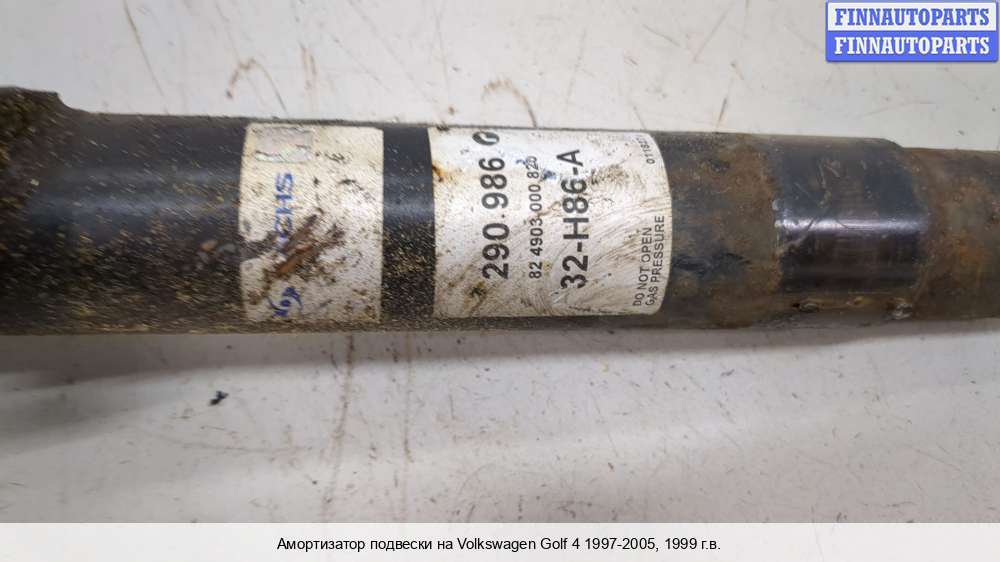 FINNAUTOPARTS
FINNAUTOPARTS
290.986
82 4903 000 820
32-H86-A
DO NOT OPEN
GAS PRESSURE
Амортизатор подвески на Volkswagen Golf 4 1997-2005, 1999 г.в.